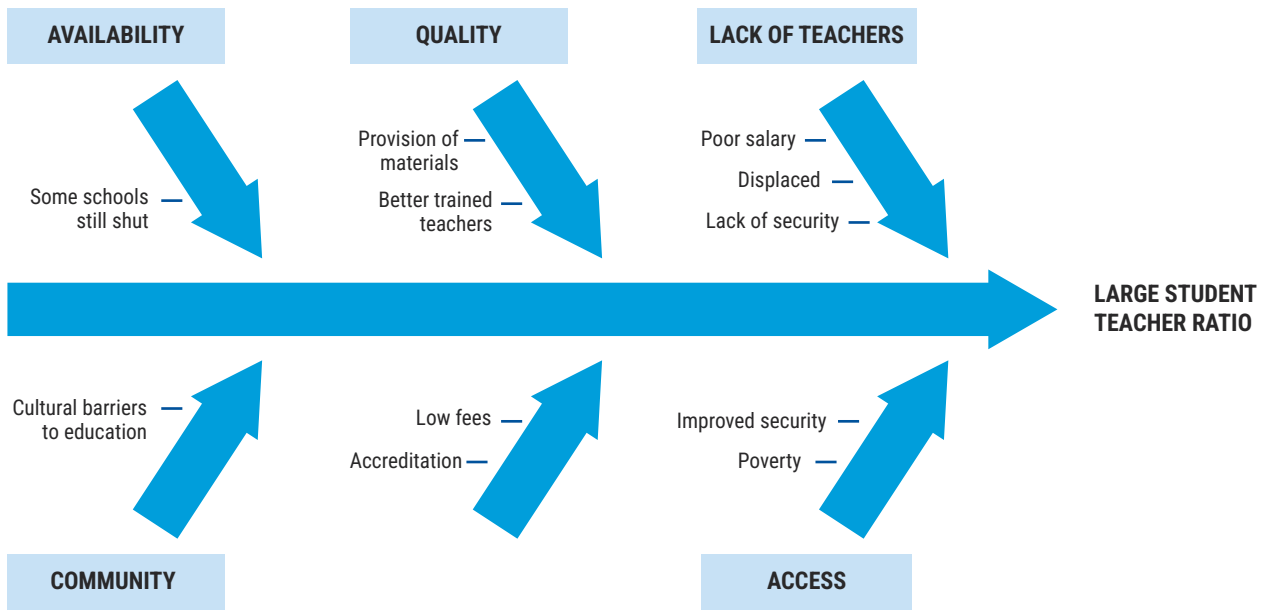 AVAILABILITY
QUALITY
LACK OF TEACHERS
Some schools
still shut
Provision of
materials
Better trained
teachers
Poor salary
Displaced
Lack of security
LARGE STUDENT
TEACHER RATIO
Cultural barriers
to education
Low fees
Accreditation
Improved security
Poverty
COMMUNITY
ACCESS